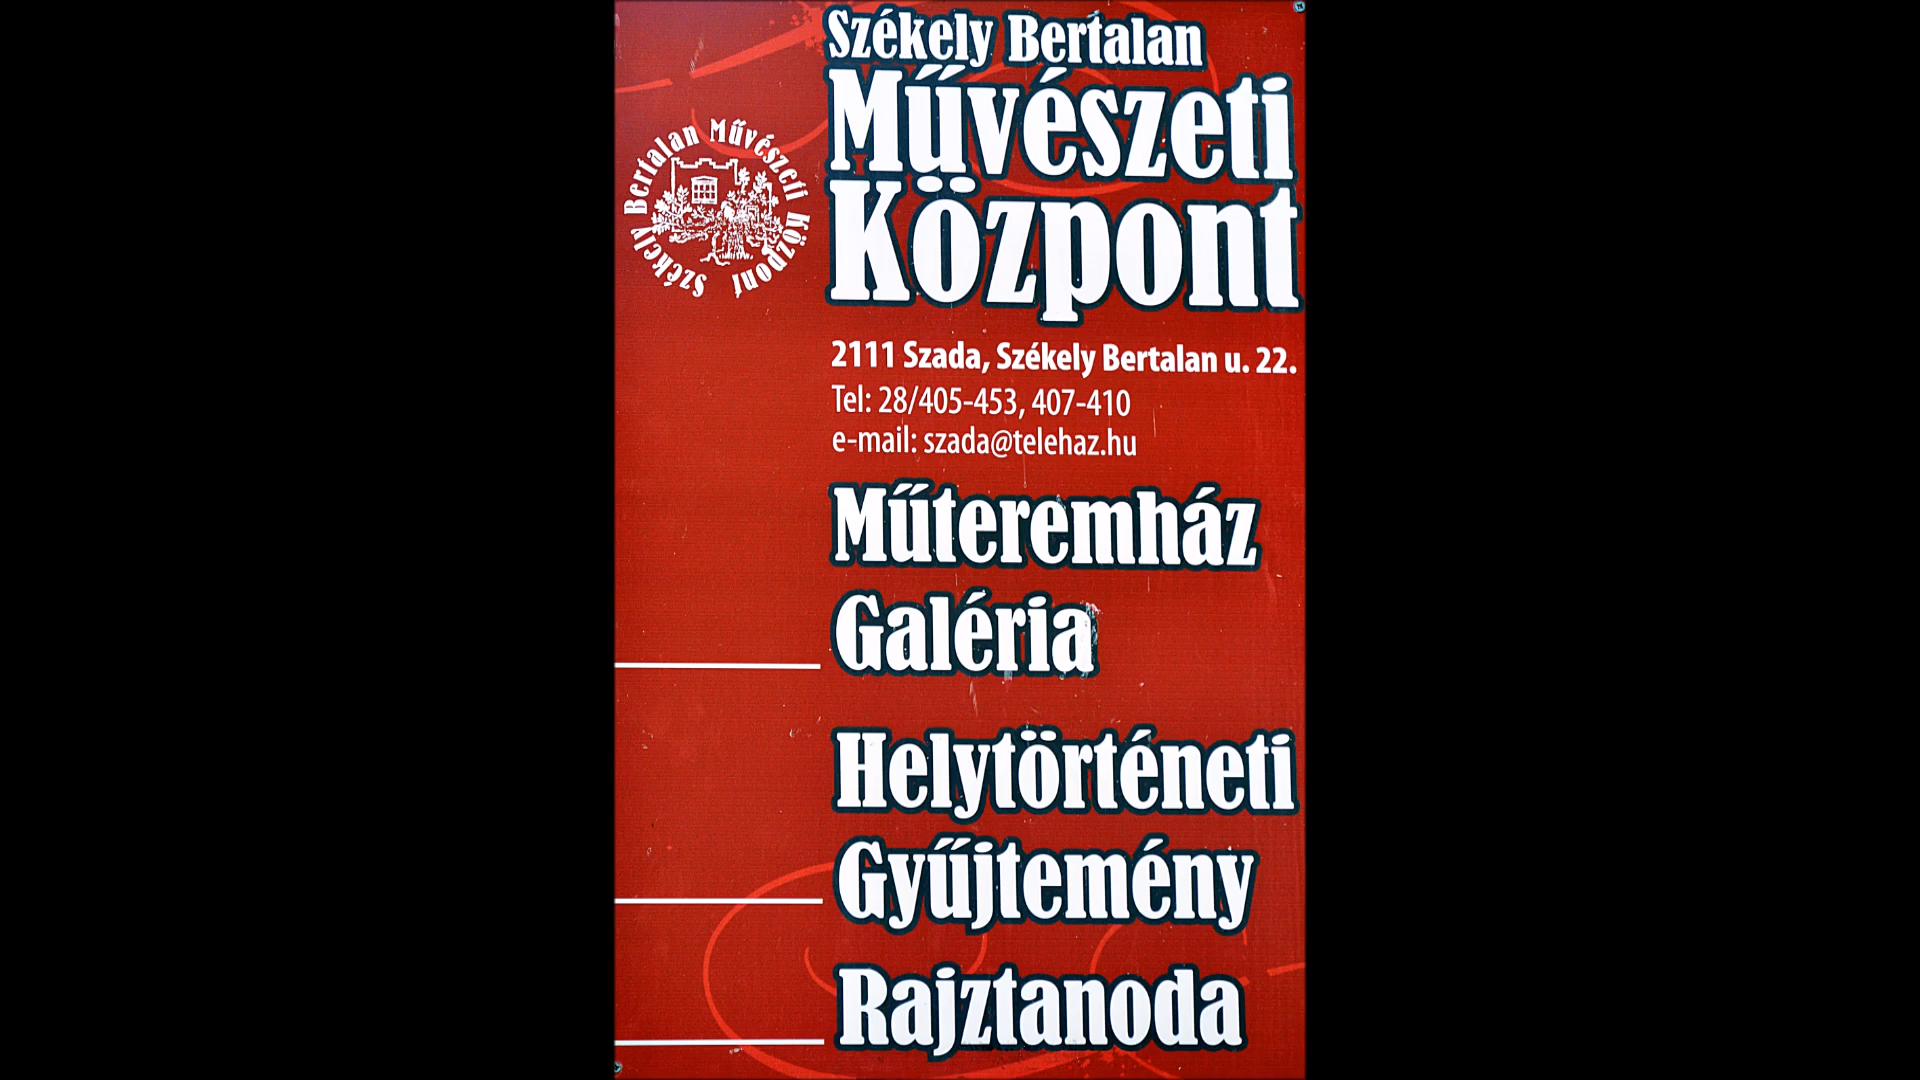 Székely Bertalan
Művészeti
Központ
Székely Bertalan Művészeti Központ
2111 Szada, Székely Bertalan u. 22.
Tel: 28/405-453, 407-410
e-mail: szada@telehaz.hu
Műteremház
Galéria
Helytörténeti
Gyűjtemény
Rajztanoda